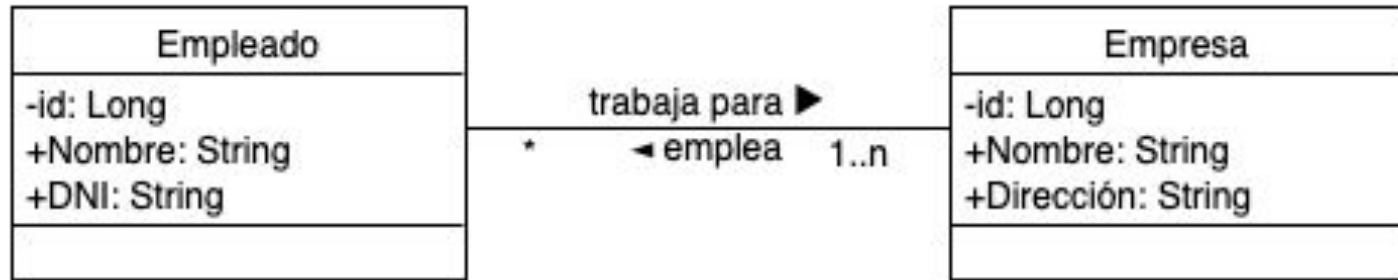 Empleado
-id: Long
+Nombre: String
+DNI: String
trabaja para ▶
* ◄ emplea 1..n
Empresa
-id: Long
+Nombre: String
+Dirección: String